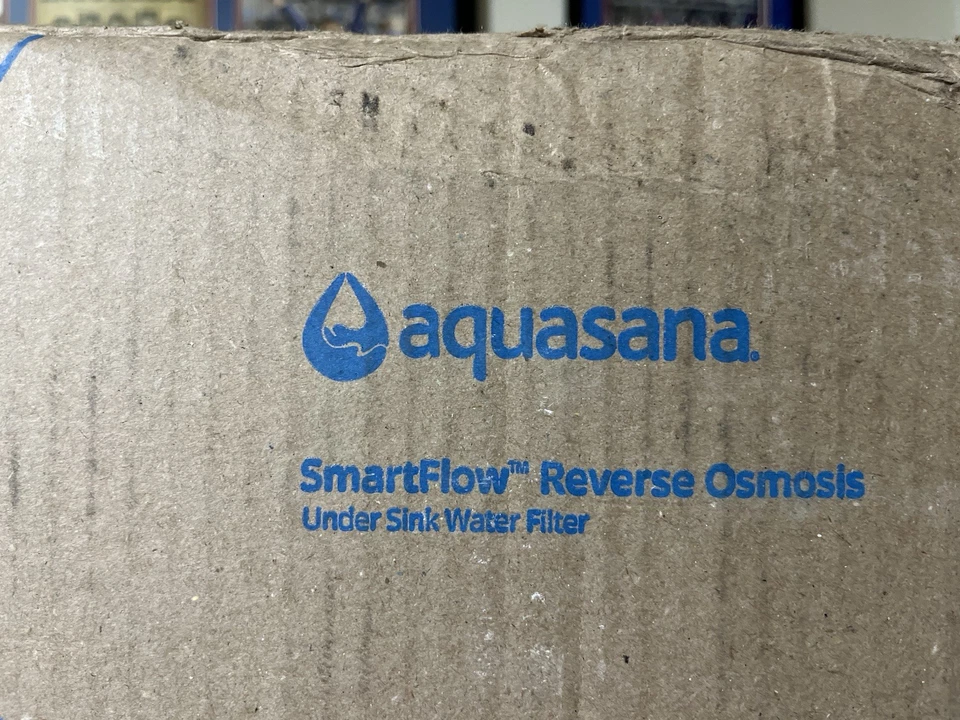 aquasana®
SmartFlow™ Reverse Osmosis
Under Sink Water Filter